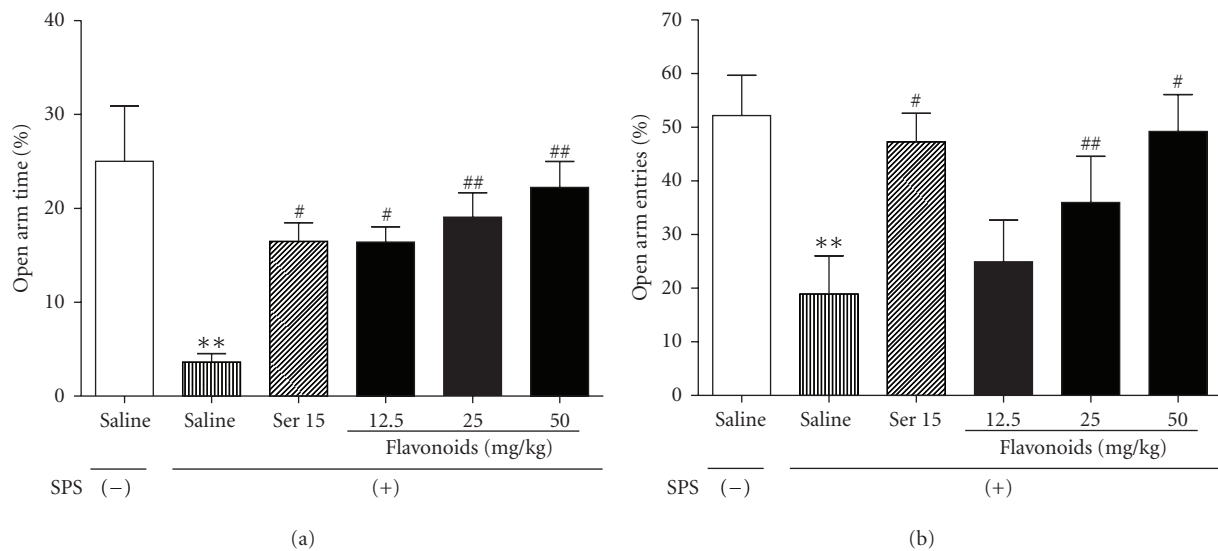 40
30
20
10
0
Open arm time (%)
**
#
#
##
##
Saline Saline Ser 15 12.5 25 50
Flavonoids (mg/kg)
SPS (−) (+)
(a)
70
60
50
40
30
20
10
0
Open arm entries (%)
**
#
##
#
Saline Saline Ser 15 12.5 25 50
Flavonoids (mg/kg)
SPS (−) (+)
(b)